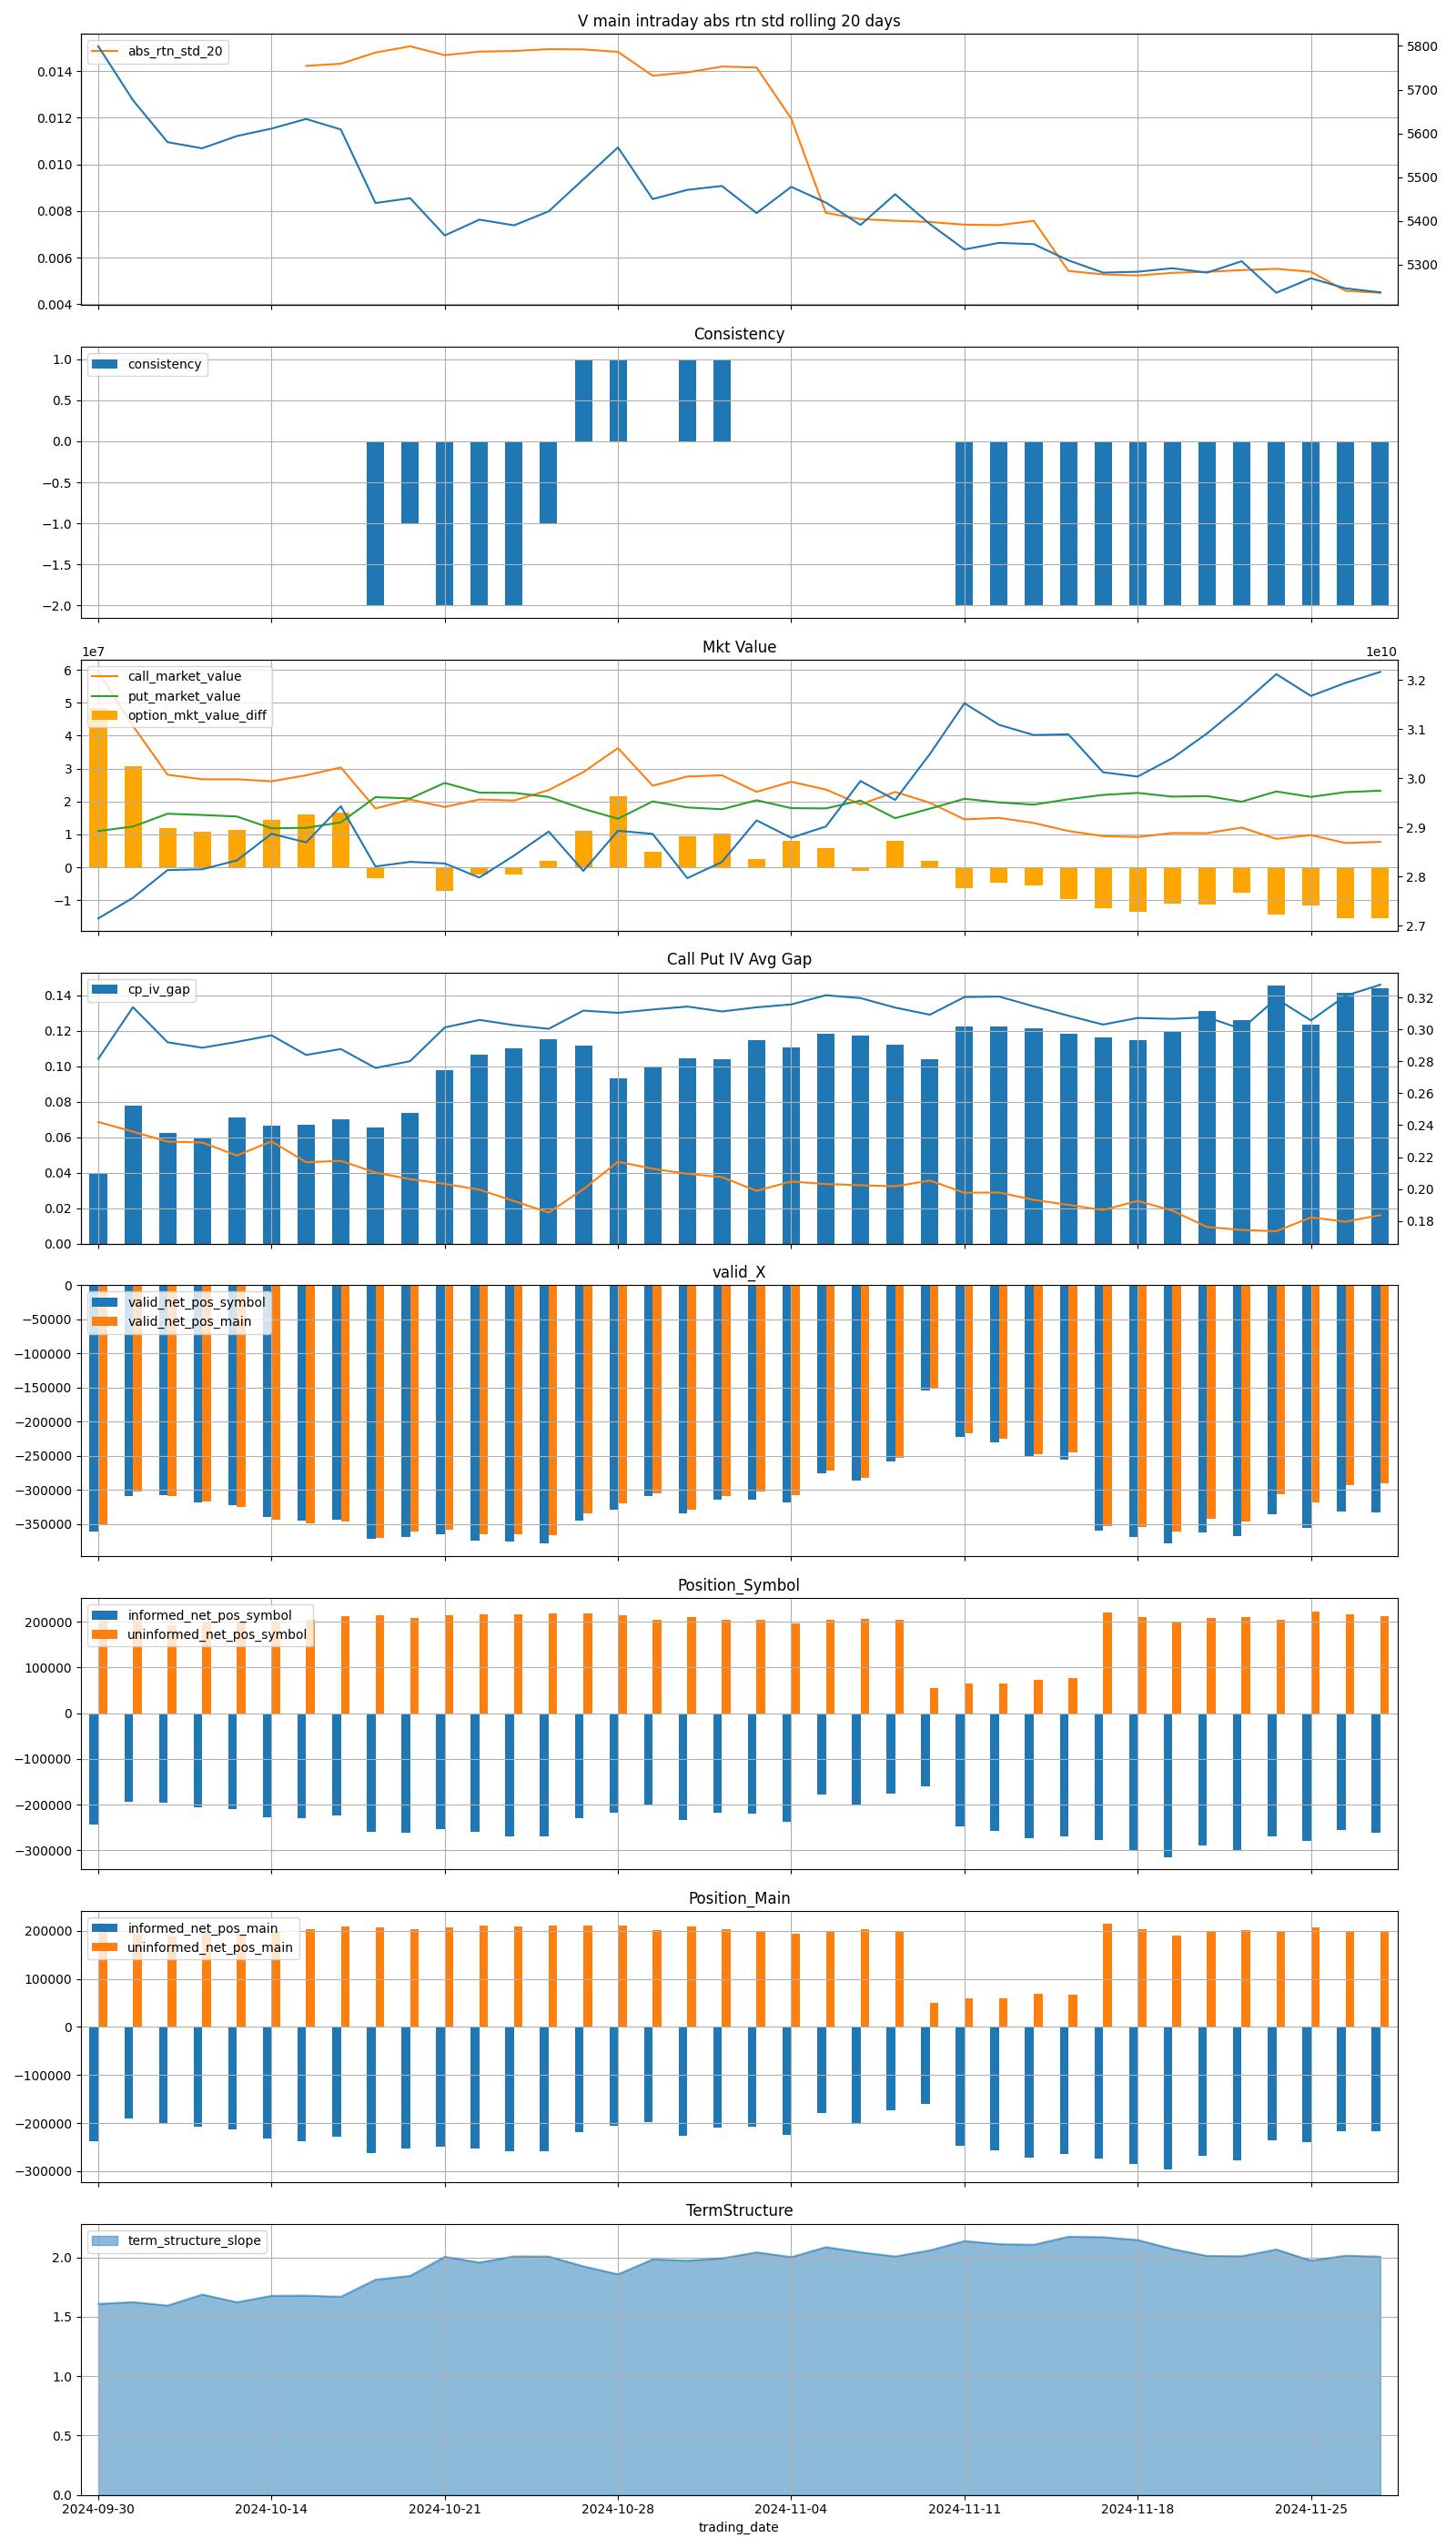 V main intraday abs rtn std rolling 20 days
abs_rtn_std_20
0.014
0.012
0.010
0.008
0.006
0.004
5800
5700
5600
5500
5400
5300
Consistency
consistency
1.0
0.5
0.0
−0.5
−1.0
−1.5
−2.0
Mkt Value
1e7
1e10
call_market_value
put_market_value
option_mkt_value_diff
6
5
4
3
2
1
0
−1
3.2
3.1
3.0
2.9
2.8
2.7
Call Put IV Avg Gap
cp_iv_gap
0.14
0.12
0.10
0.08
0.06
0.04
0.02
0.00
0.32
0.30
0.28
0.26
0.24
0.22
0.20
0.18
valid_X
valid_net_pos_symbol
valid_net_pos_main
0
−50000
−100000
−150000
−200000
−250000
−300000
−350000
Position_Symbol
informed_net_pos_symbol
uninformed_net_pos_symbol
200000
100000
0
−100000
−200000
−300000
Position_Main
informed_net_pos_main
uninformed_net_pos_main
200000
100000
0
−100000
−200000
−300000
TermStructure
term_structure_slope
2.0
1.5
1.0
0.5
0.0
2024-09-30 2024-10-14 2024-10-21 2024-10-28 2024-11-04 2024-11-11 2024-11-18 2024-11-25
trading_date